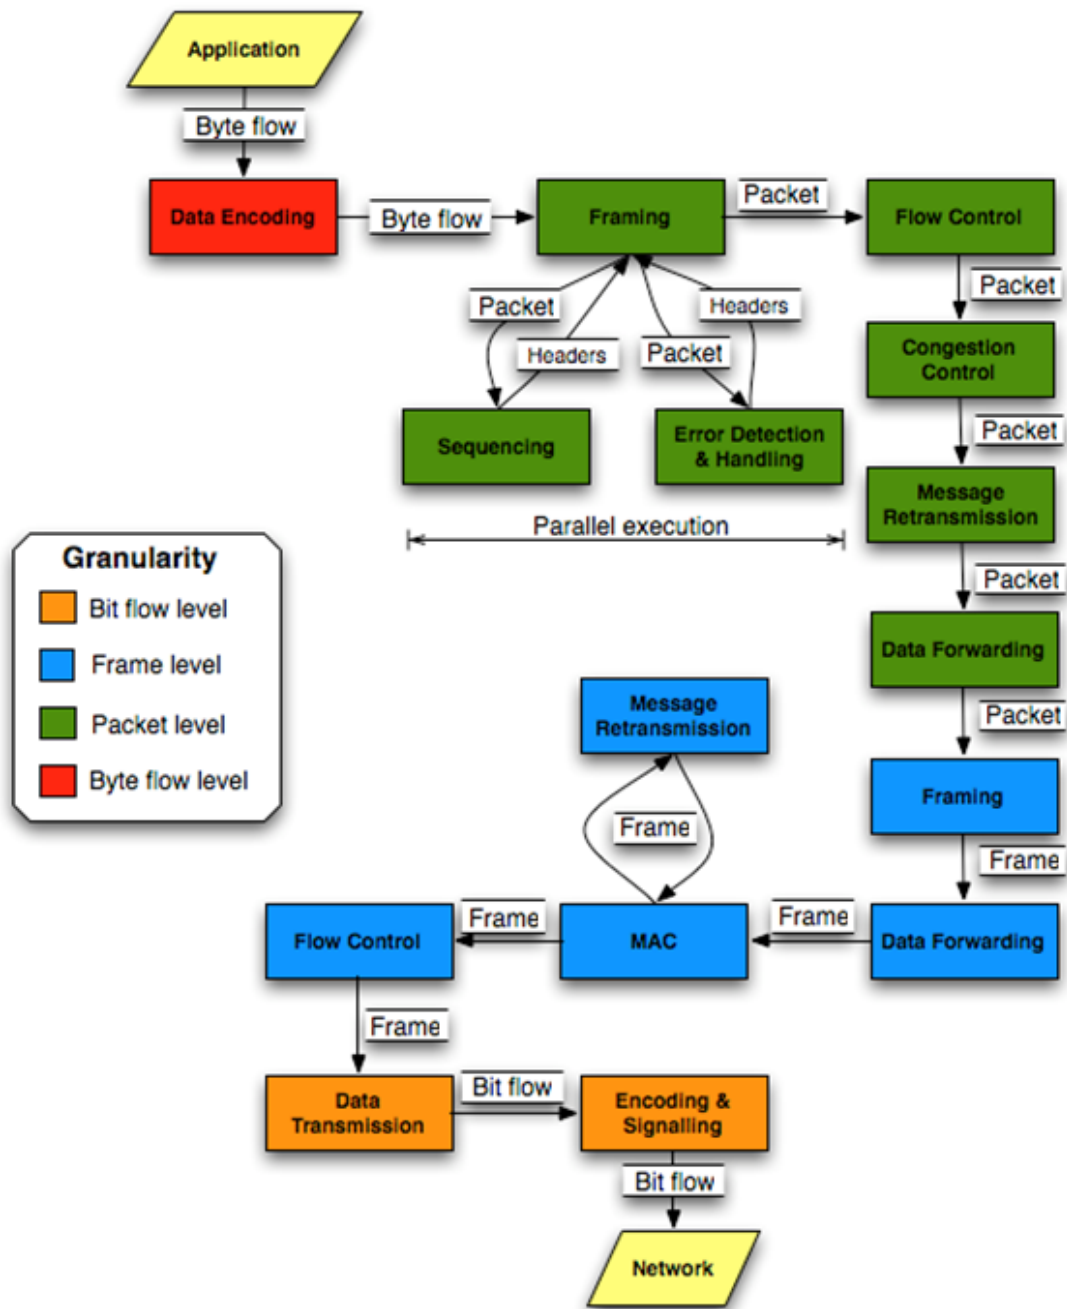 Application
Byte flow
Data Encoding
Byte flow
Framing
Packet
Flow Control
Packet
Packet
Headers
Headers
Packet
Congestion
Control
Packet
Sequencing
Error Detection
& Handling
Message
Retransmission
Parallel execution
Packet
Granularity
Bit flow level
Frame level
Packet level
Byte flow level
Data Forwarding
Packet
Message
Retransmission
Frame
Framing
Frame
Data Forwarding
Frame
MAC
Frame
Flow Control
Frame
Data
Transmission
Bit flow
Encoding &
Signalling
Bit flow
Network